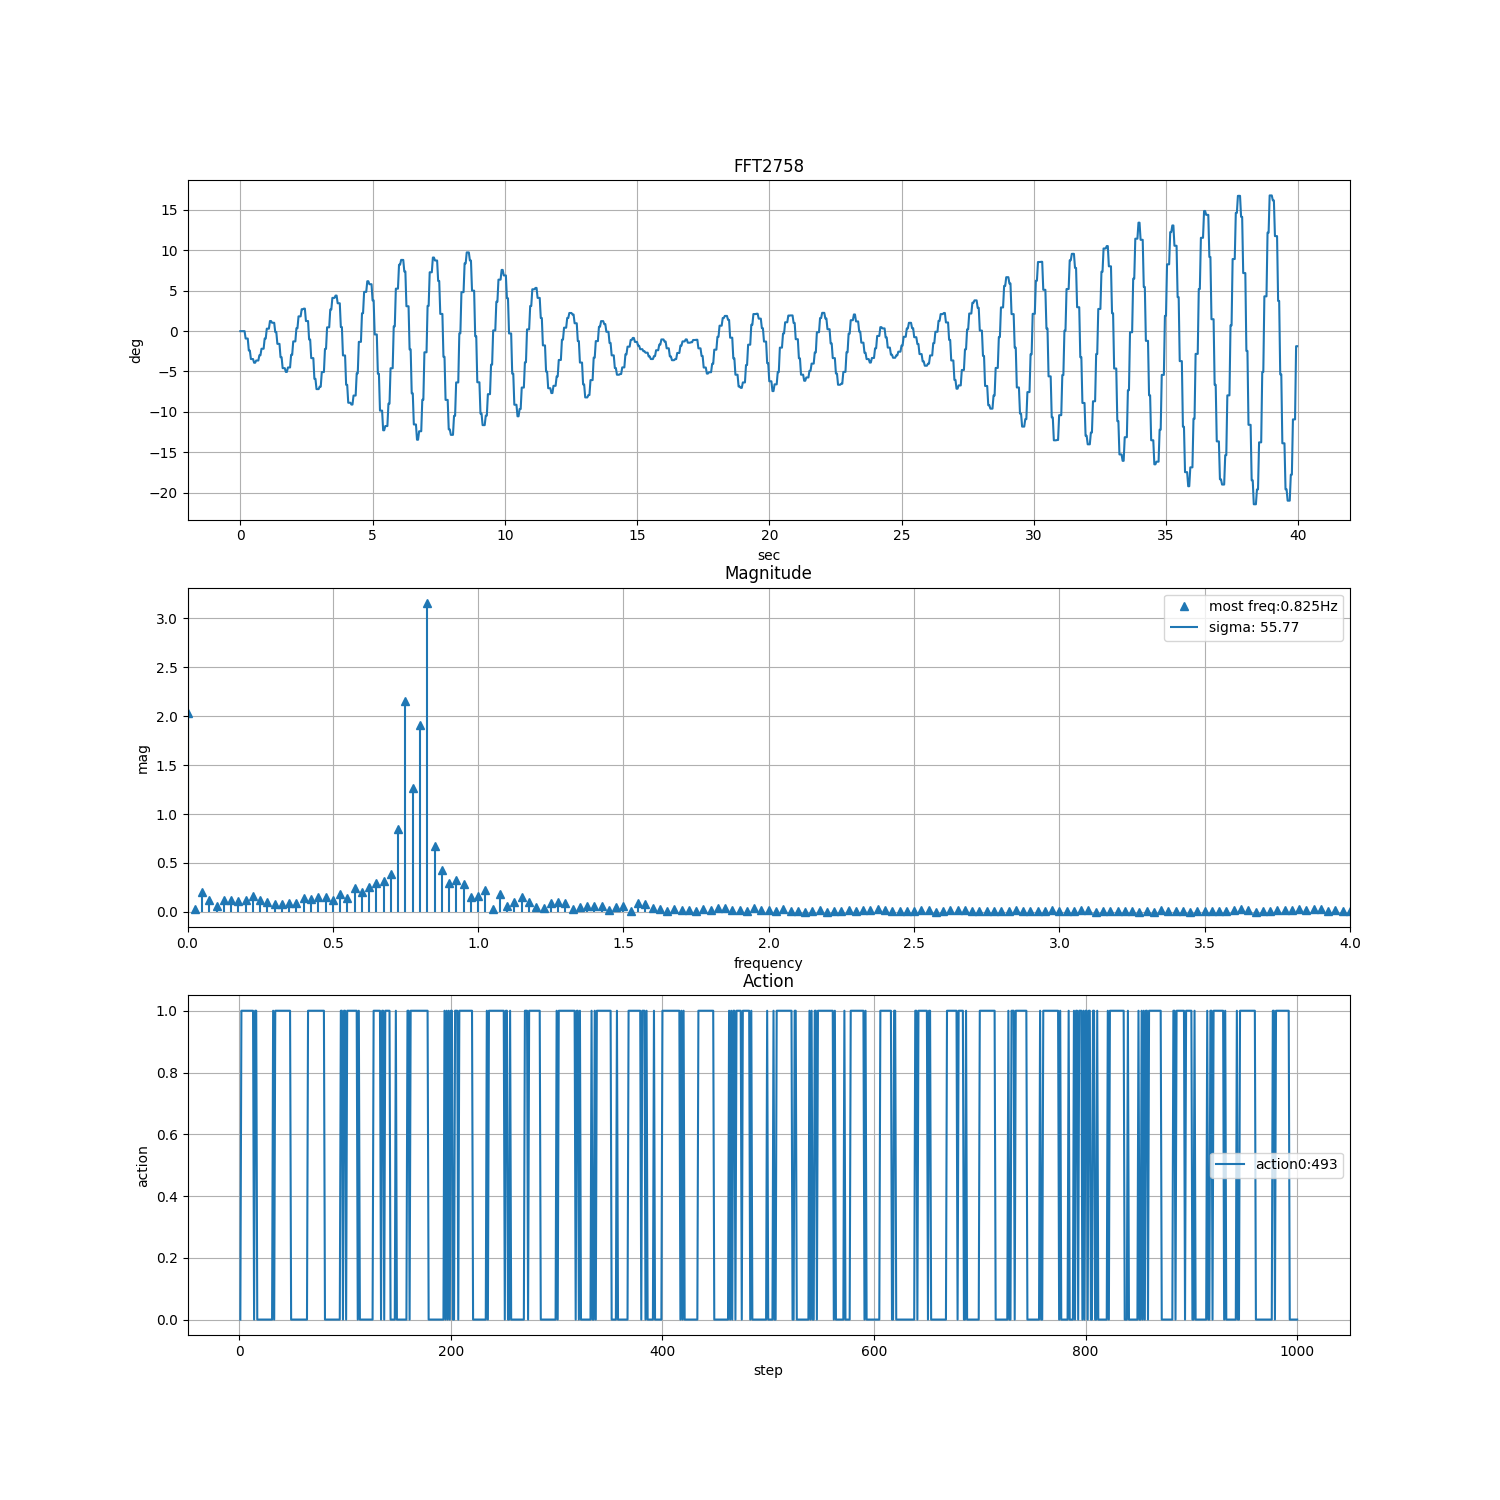 FFT2758
15
10
5
0
−5
−10
−15
−20
deg
0 5 10 15 20 25 30 35 40
sec
Magnitude
3.0
2.5
2.0
1.5
1.0
0.5
0.0
mag
most freq:0.825Hz
sigma: 55.77
0.0 0.5 1.0 1.5 2.0 2.5 3.0 3.5 4.0
frequency
Action
1.0
0.8
0.6
0.4
0.2
0.0
action
action0:493
0 200 400 600 800 1000
step